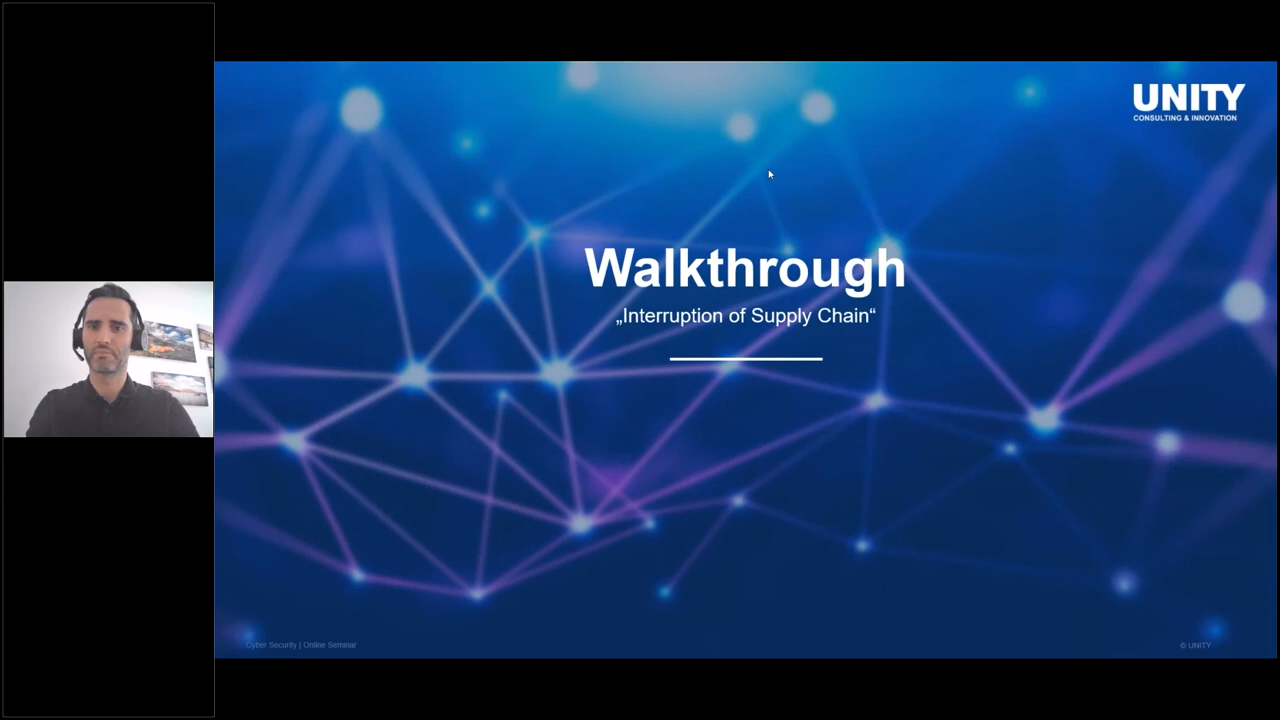 UNITY
CONSULTING & INNOVATION
Walkthrough
„Interruption of Supply Chain“
Cyber Security | Online Seminar
© UNITY